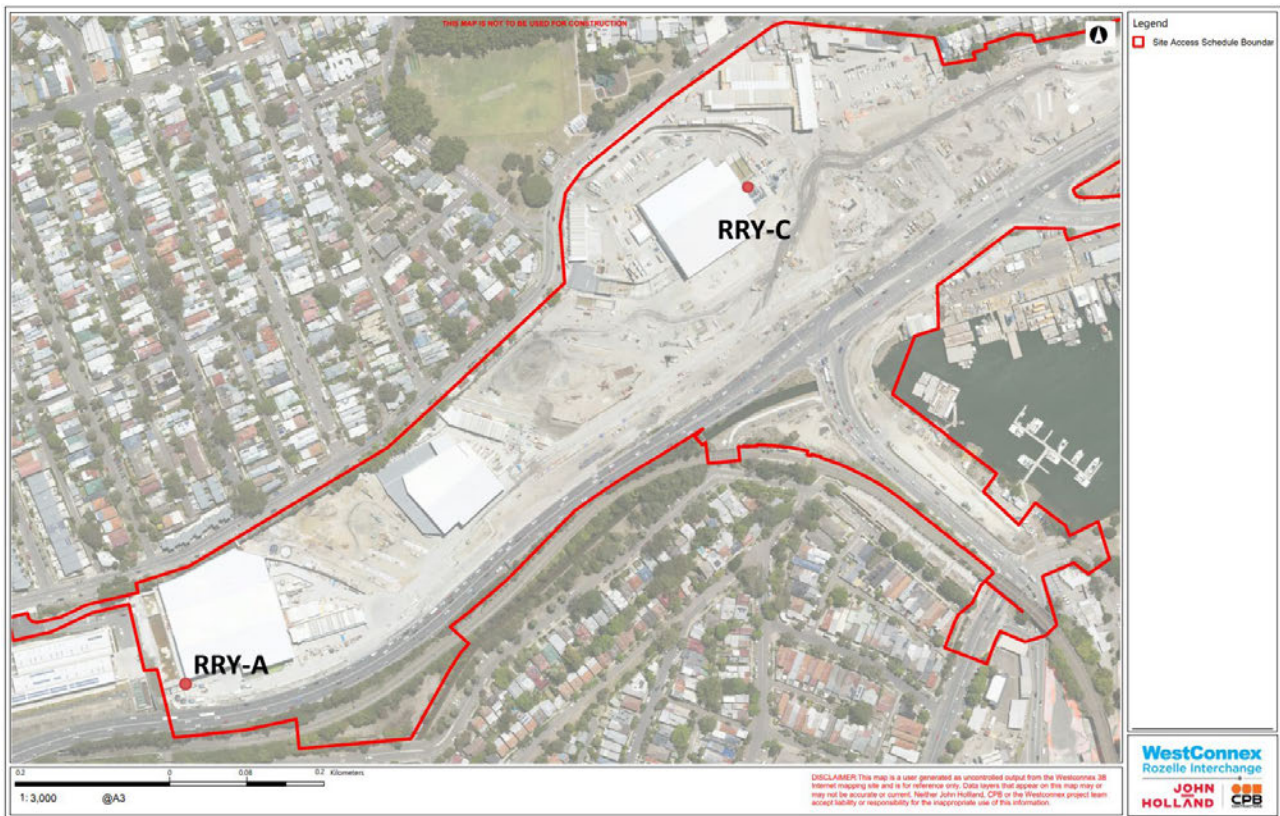 THIS MAP IS NOT TO BE USED FOR CONSTRUCTION
Legend
Site Access Schedule Boundar
RRY-C
RRY-A
0.2 0 0.08 0.2 Kilometers
1: 3,000 @A3
DISCLAIMER: This map is a user generated as uncontrolled output from the Westconnex 3B
Internet mapping site and is for reference only. Data layers that appear on this map may or
may not be accurate or current. Neither John Holland, CPB or the Westconnex project team
accept liability or responsibility for the inappropriate use of this information.
WestConnex
Rozelle Interchange
JOHN
HOLLAND
CPB